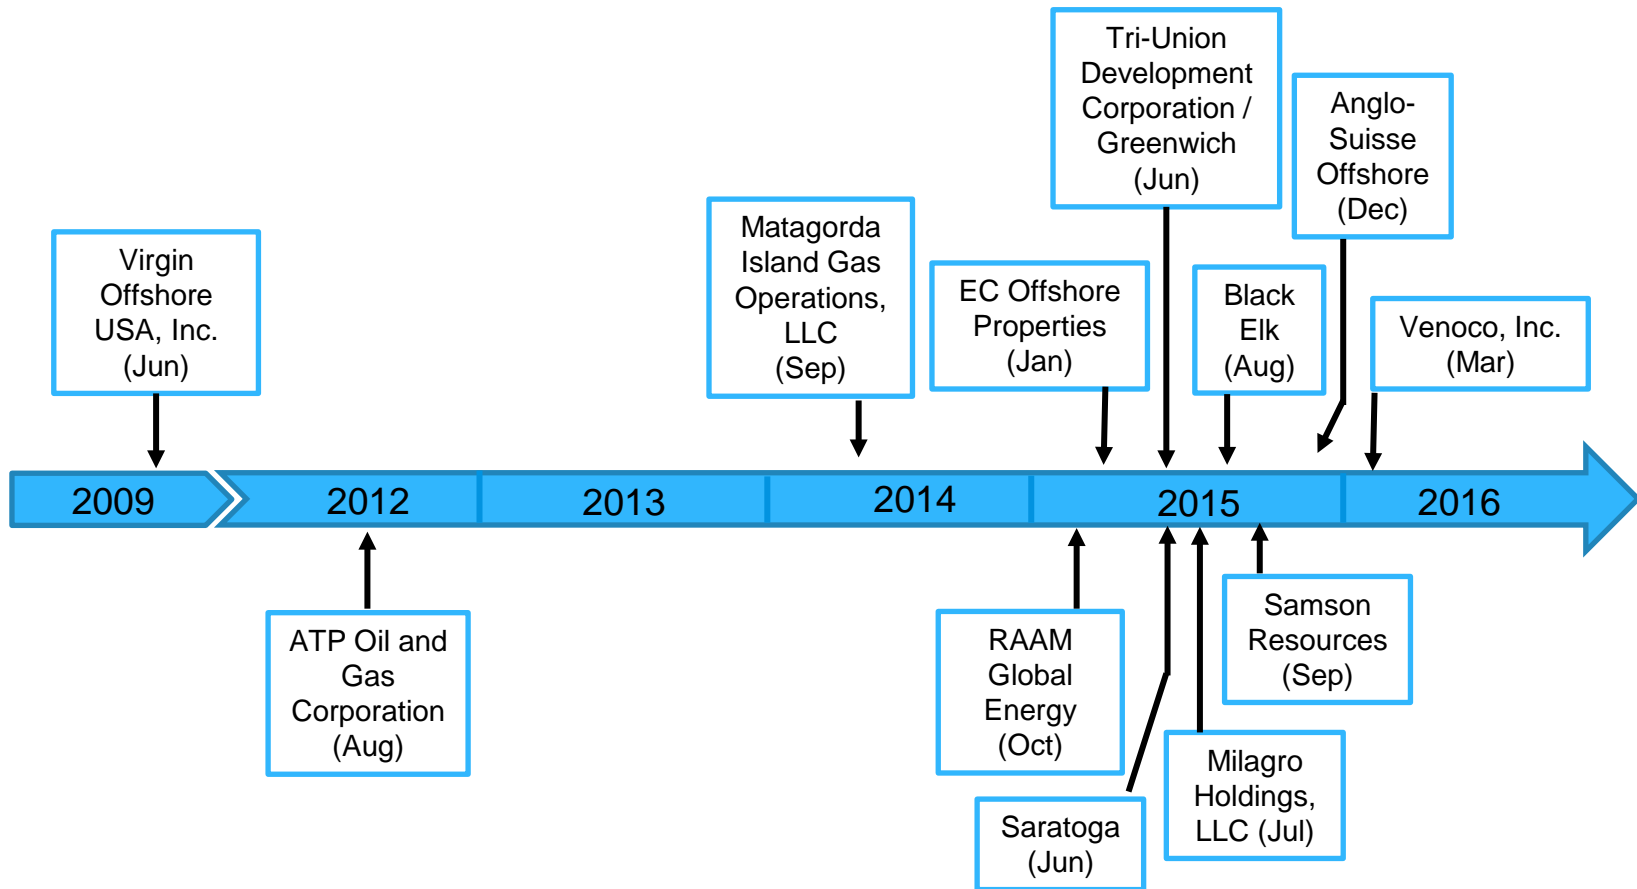 Tri-Union
Development
Corporation /
Greenwich
(Jun)
Anglo-
Suisse
Offshore
(Dec)
Matagorda
Island Gas
Operations,
LLC
(Sep)
Virgin
Offshore
USA, Inc.
(Jun)
EC Offshore
Properties
(Jan)
Black
Elk
(Aug)
Venoco, Inc.
(Mar)
2009
2012
2013
2014
2015
2016
ATP Oil and
Gas
Corporation
(Aug)
RAAM
Global
Energy
(Oct)
Samson
Resources
(Sep)
Milagro
Holdings,
LLC (Jul)
Saratoga
(Jun)